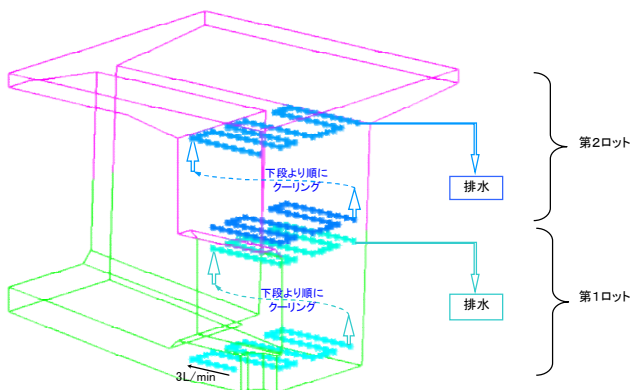 第2ロット
下段より順に
クーリング
排水
第1ロット
下段より順に
クーリング
排水
3L/min